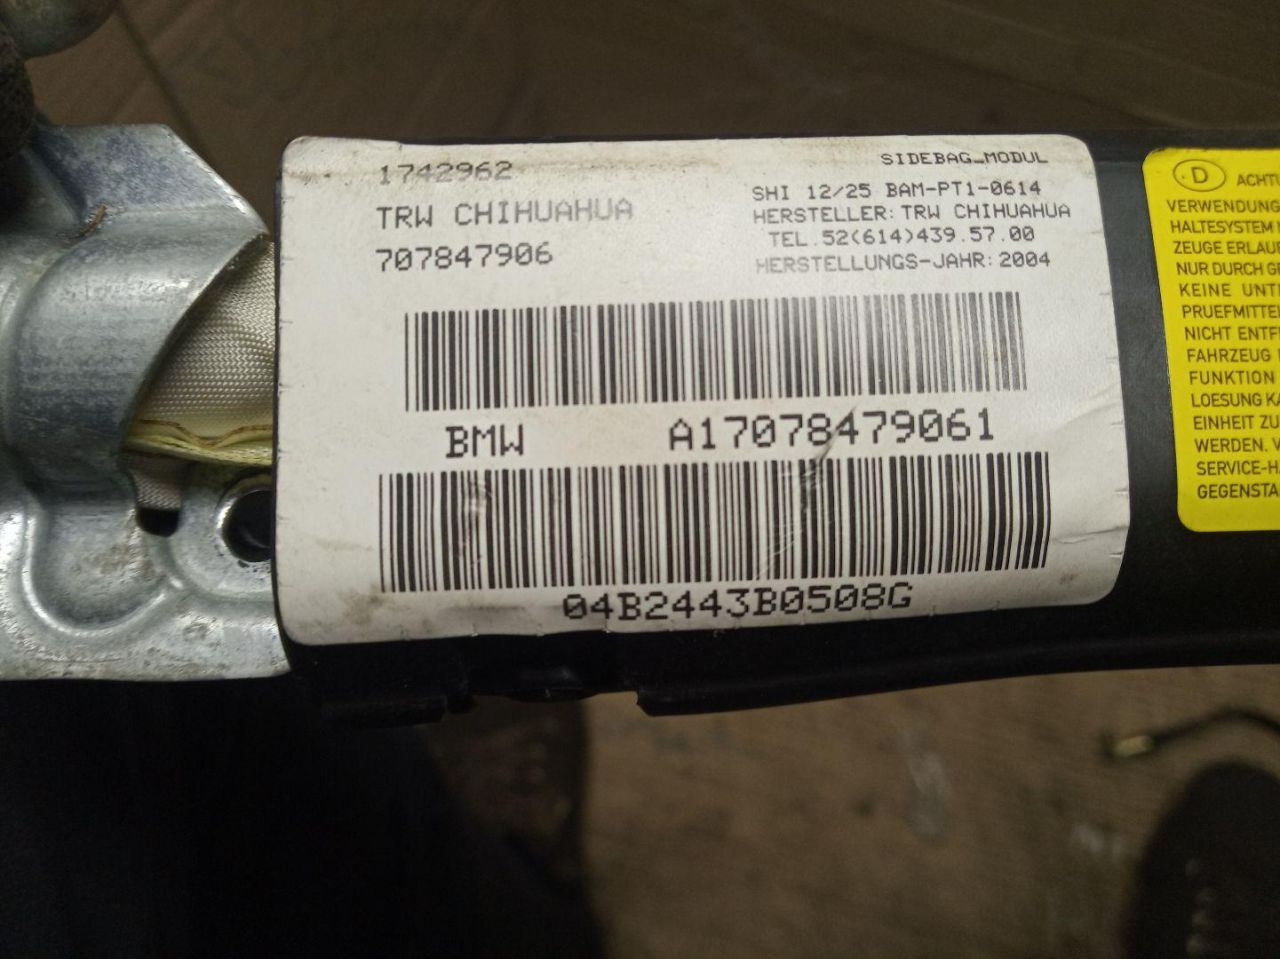 1742962
TRW CHIHUAHUA
707847906
SIDEBAG_MODUL
SHI 12/25 BAM-PT1-0614
HERSTELLER: TRW CHIHUAHUA
TEL.52(614)439.57.00
HERSTELLUNGS-JAHR: 2004
BMW A17078479061
04B2443B0508G
D
VERWENDUNG
HALTESYSTEM
NUR DURCH
KEINE
NICHT
FAHRZEUG
FUNKTION
LOESUNG
EINHEIT
WERDEN.